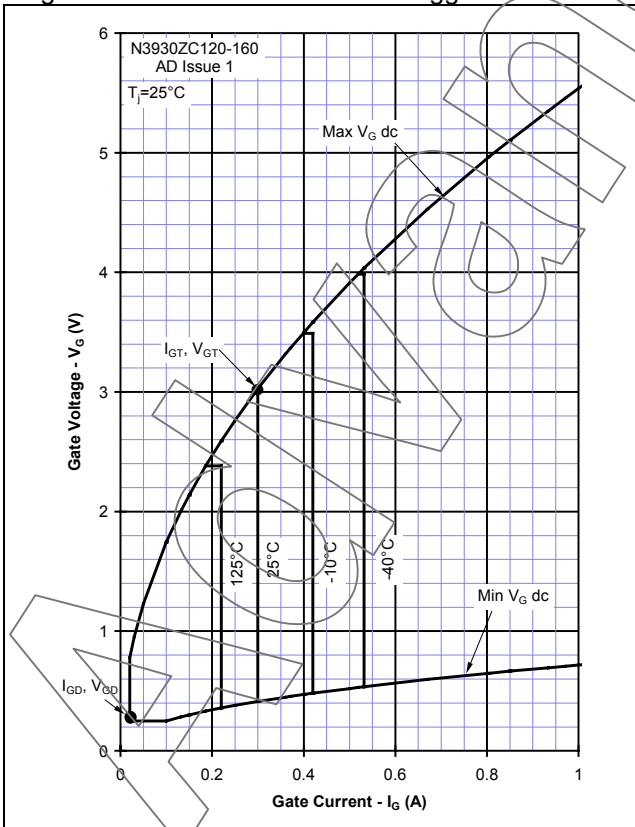 N3930ZC120-160
AD Issue 1
Tj=25°C
Max VG dc
IGT, VGT
125°C
25°C
-10°C
-40°C
Min VG dc
IGD, VGD
Gate Voltage - VG (V)
6
5
4
3
2
1
0
0
0.2
0.4
0.6
0.8
1
Gate Current - IG (A)